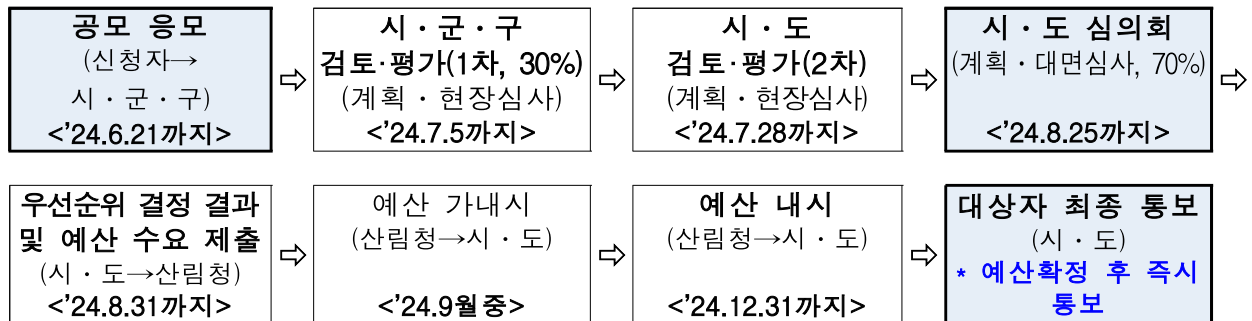 공모 응모
(신청자→
시・군・구)
<'24.6.21까지>
⇨
시・군・구
검토·평가(1차, 30%)
(계획・현장심사)
<'24.7.5까지>
⇨
시・도
검토·평가(2차)
(계획・현장심사)
<'24.7.28까지>
⇨
시・도 심의회
(계획・대면심사, 70%)
<'24.8.25까지>
⇨
우선순위 결정 결과
및 예산 수요 제출
(시・도→산림청)
<'24.8.31까지>
⇨
예산 가내시
(산림청→시・도)
<'24.9월중>
⇨
예산 내시
(산림청→시・도)
<'24.12.31까지>
⇨
대상자 최종 통보
(시・도)
* 예산확정 후 즉시
통보